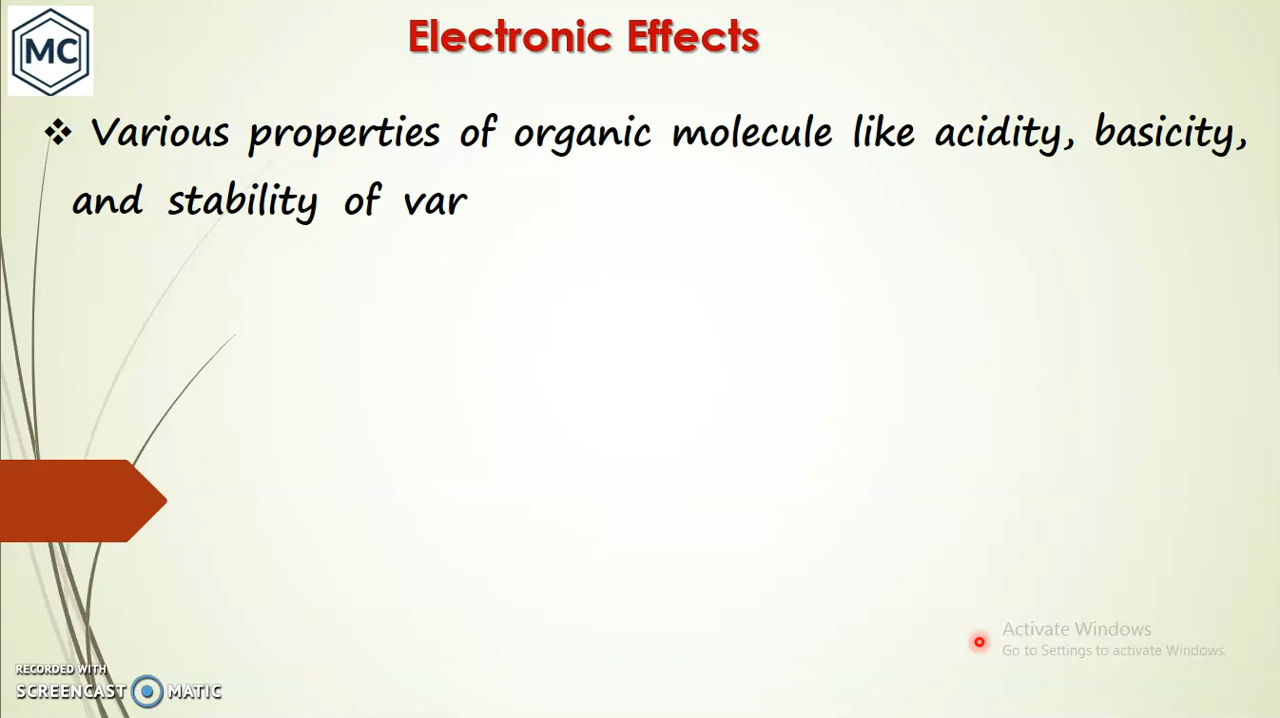 MC
Electronic Effects
❖ Various properties of organic molecule like acidity, basicity,
and stability of var
Activate Windows
Go to Settings to activate Windows.
RECORDED WITH
SCREENCAST MATIC